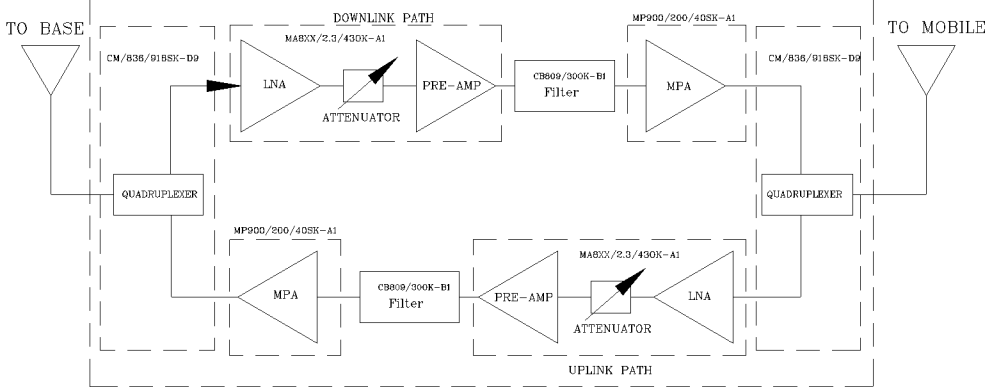 DOWNLINK PATH
TO BASE
MA8XX/2.3/430K-A1
MP900/200/40SK-A1
TO MOBILE
CM/836/918SK-D9
CM/836/918SK-D9
LNA
PRE-AMP
CB809/300K-B1
Filter
MPA
ATTENUATOR
QUADRUPLEXER
QUADRUPLEXER
MP900/200/40SK-A1
MA8XX/2.3/430K-A1
MPA
CB809/300K-B1
Filter
PRE-AMP
LNA
ATTENUATOR
UPLINK PATH